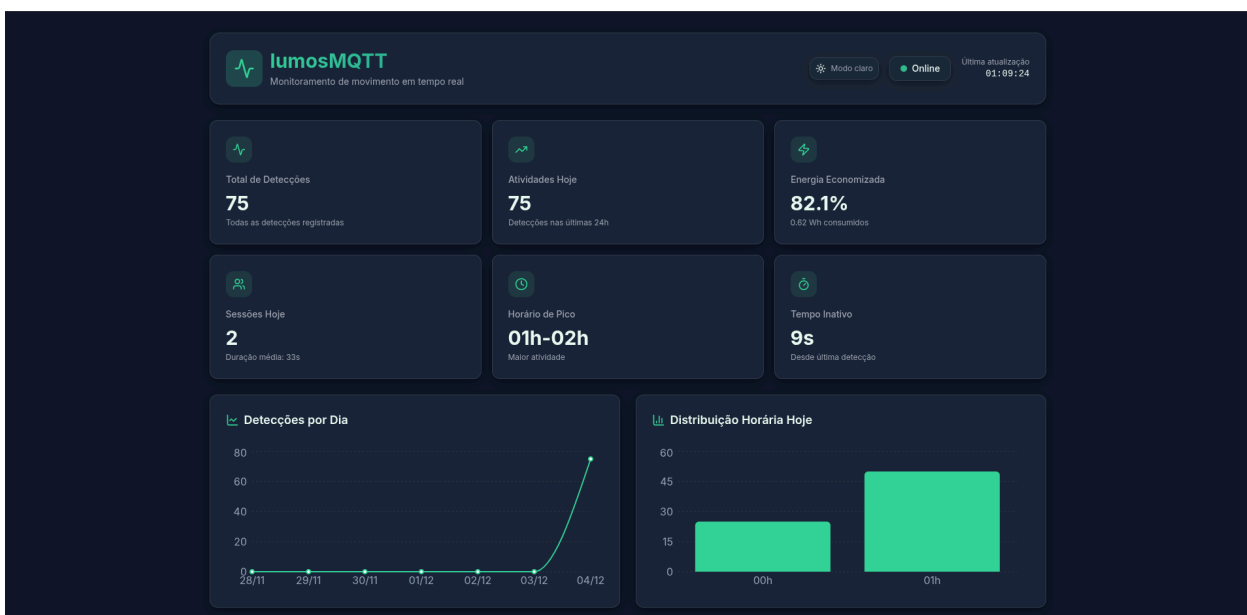 lumosMQTT
Monitoramento de movimento em tempo real
Modo claro
Online
Última atualização
01:09:24
Total de Detecções
75
Todas as detecções registradas
Atividades Hoje
75
Detecções nas últimas 24h
Energia Economizada
82.1%
0.62 Wh consumidos
Sessões Hoje
2
Duração média: 33s
Horário de Pico
01h-02h
Maior atividade
Tempo Inativo
9s
Desde última detecção
Detecções por Dia
80
60
40
20
0
28/11 29/11 30/11 01/12 02/12 03/12 04/12
Distribuição Horária Hoje
60
45
30
15
0
00h 01h